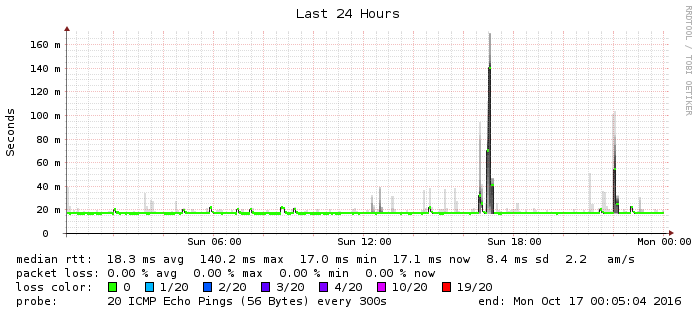 Last 24 Hours
RRDTOOL / TOBI OETIKER
Seconds
160 m
140 m
120 m
100 m
80 m
60 m
40 m
20 m
0
Sun 06:00 Sun 12:00 Sun 18:00 Mon 00:00
median rtt: 18.3 ms avg 140.2 ms max 17.0 ms min 17.1 ms now 8.4 ms sd 2.2 am/s
packet loss: 0.00 % avg 0.00 % max 0.00 % min 0.00 % now
loss color: 0 1/20 2/20 3/20 4/20 10/20 19/20
probe: 20 ICMP Echo Pings (56 Bytes) every 300s end: Mon Oct 17 00:05:04 2016